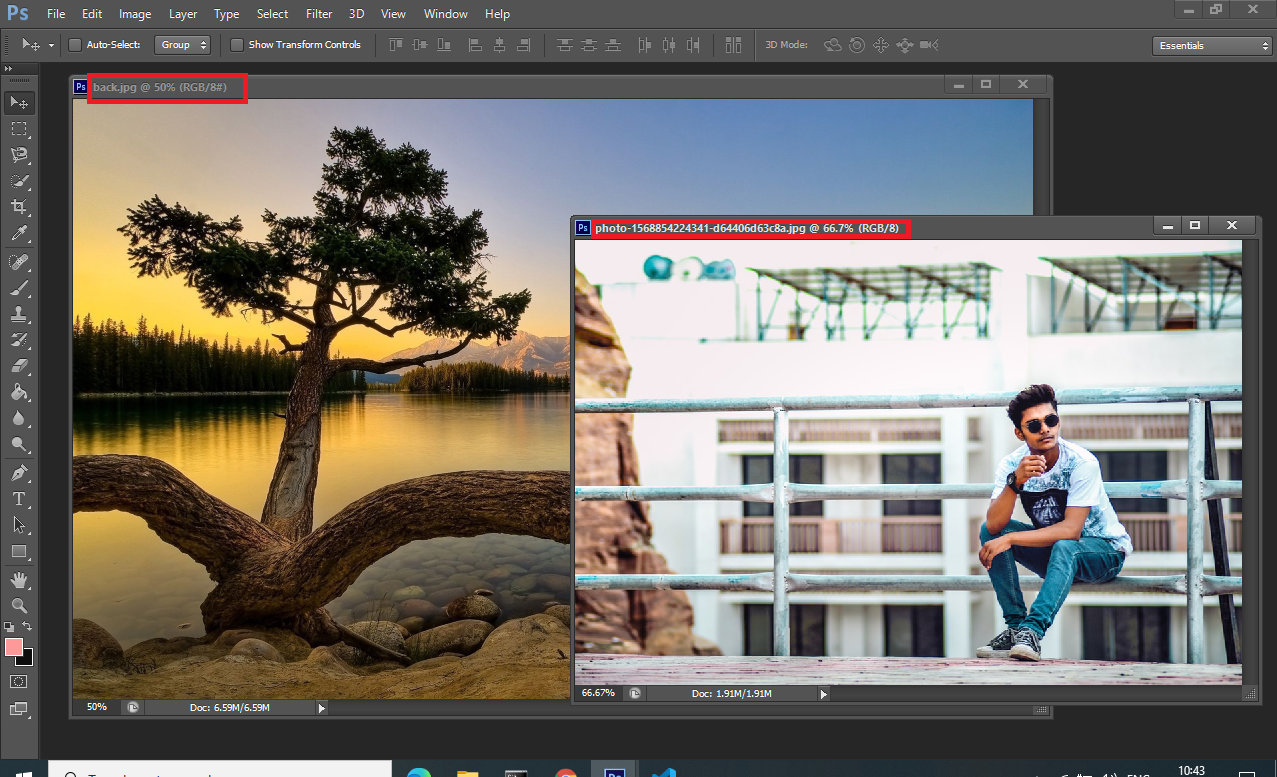 Ps File Edit Image Layer Type Select Filter 3D View Window Help
Auto-Select: Group Show Transform Controls 3D Mode: Essentials
Ps back.jpg @ 50% (RGB/8#)
Ps photo-1568854224341-d64406d63c8a.jpg @ 66.7% (RGB/8)
T
66.67% Doc: 1.91M/1.91M
50% Doc: 6.59M/6.59M
Ps
10:43